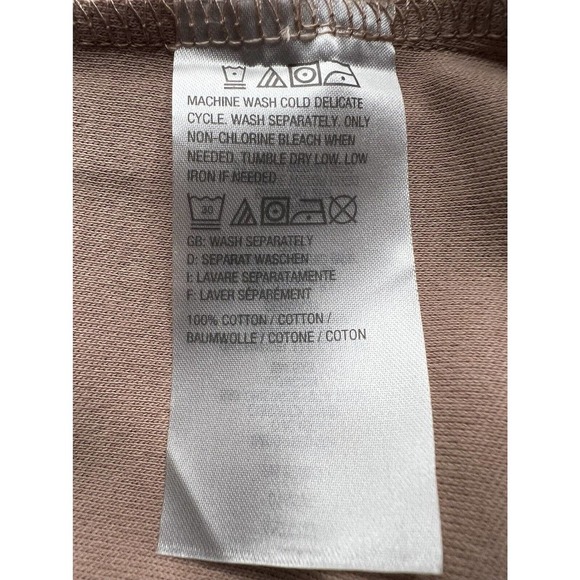 MACHINE WASH COLD DELICATE
CYCLE. WASH SEPARATELY. ONLY
NON-CHLORINE BLEACH WHEN
NEEDED. TUMBLE DRY LOW. LOW
IRON IF NEEDED
30
GB: WASH SEPARATELY
D: SEPARAT WASCHEN
I: LAVARE SEPARATAMENTE
F: LAVER SÉPARÉMENT
100% COTTON / COTTON /
BAUMWOLLE / COTONE / COTON